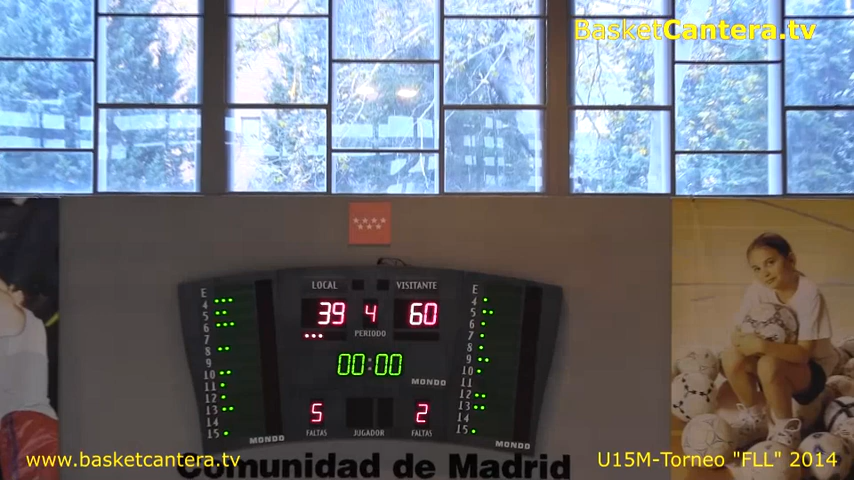 BasketCantera.tv
LOCAL VISITANTE
39 4 60
PERIODO
00:00
MONDO
5 2
FALTAS JUGADOR FALTAS
E
4
5
6
7
8
9
10
11
12
13
14
15
MONDO
E
4
5
6
7
8
9
10
11
12
13
14
15
MONDO
Comunidad de Madrid
www.basketcantera.tv
U15M-Torneo "FLL" 2014